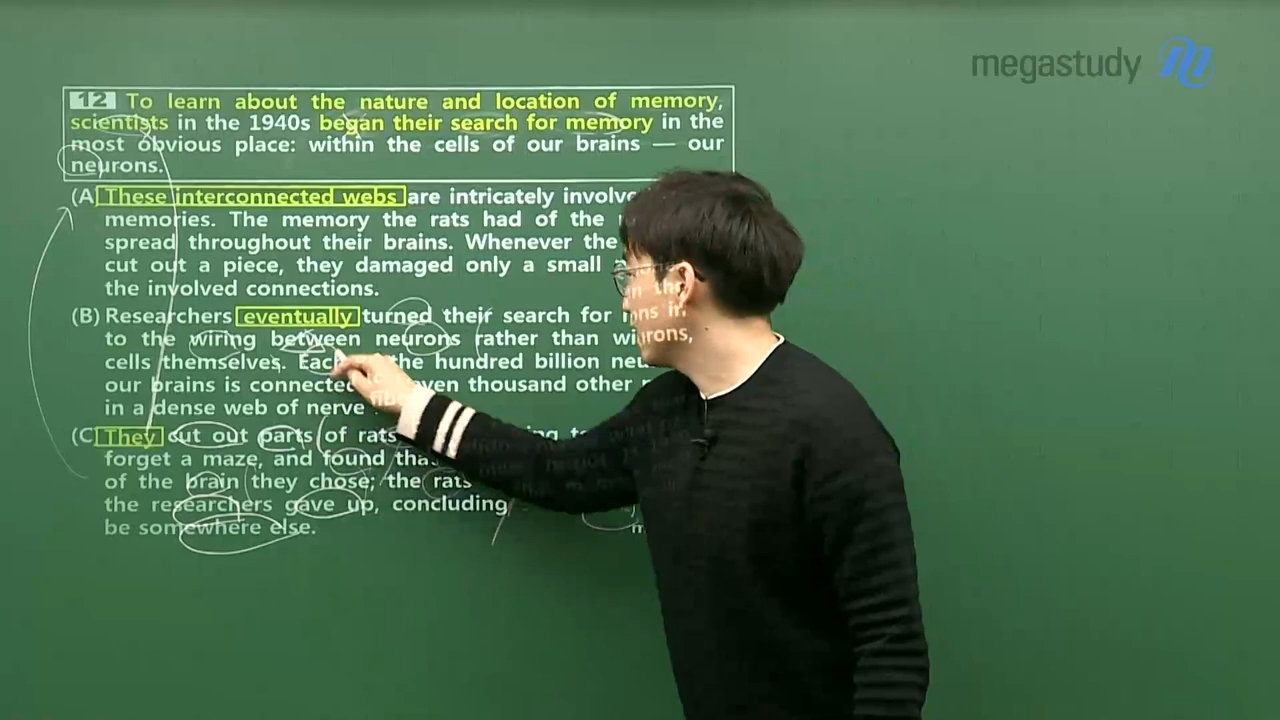 megastudy
12 To learn about the nature and location of memory,
scientists in the 1940s began their search for memory in the
most obvious place: within the cells of our brains — our
neurons.
(A) These interconnected webs are intricately
memories. The memory the rats had of the
spread throughout their brains. Whenever the
cut out a piece, they damaged only a small
the involved connections.
(B) Researchers eventually turned their search for
to the wiring between neurons rather than
cells themselves. Each the hundred billion
our brains is connected thousand other
in a dense web of nerve
(C) They cut out parts of rats
forget a maze, and found
of the brain they chose; the rats
the researchers gave up, concluding
be somewhere else.